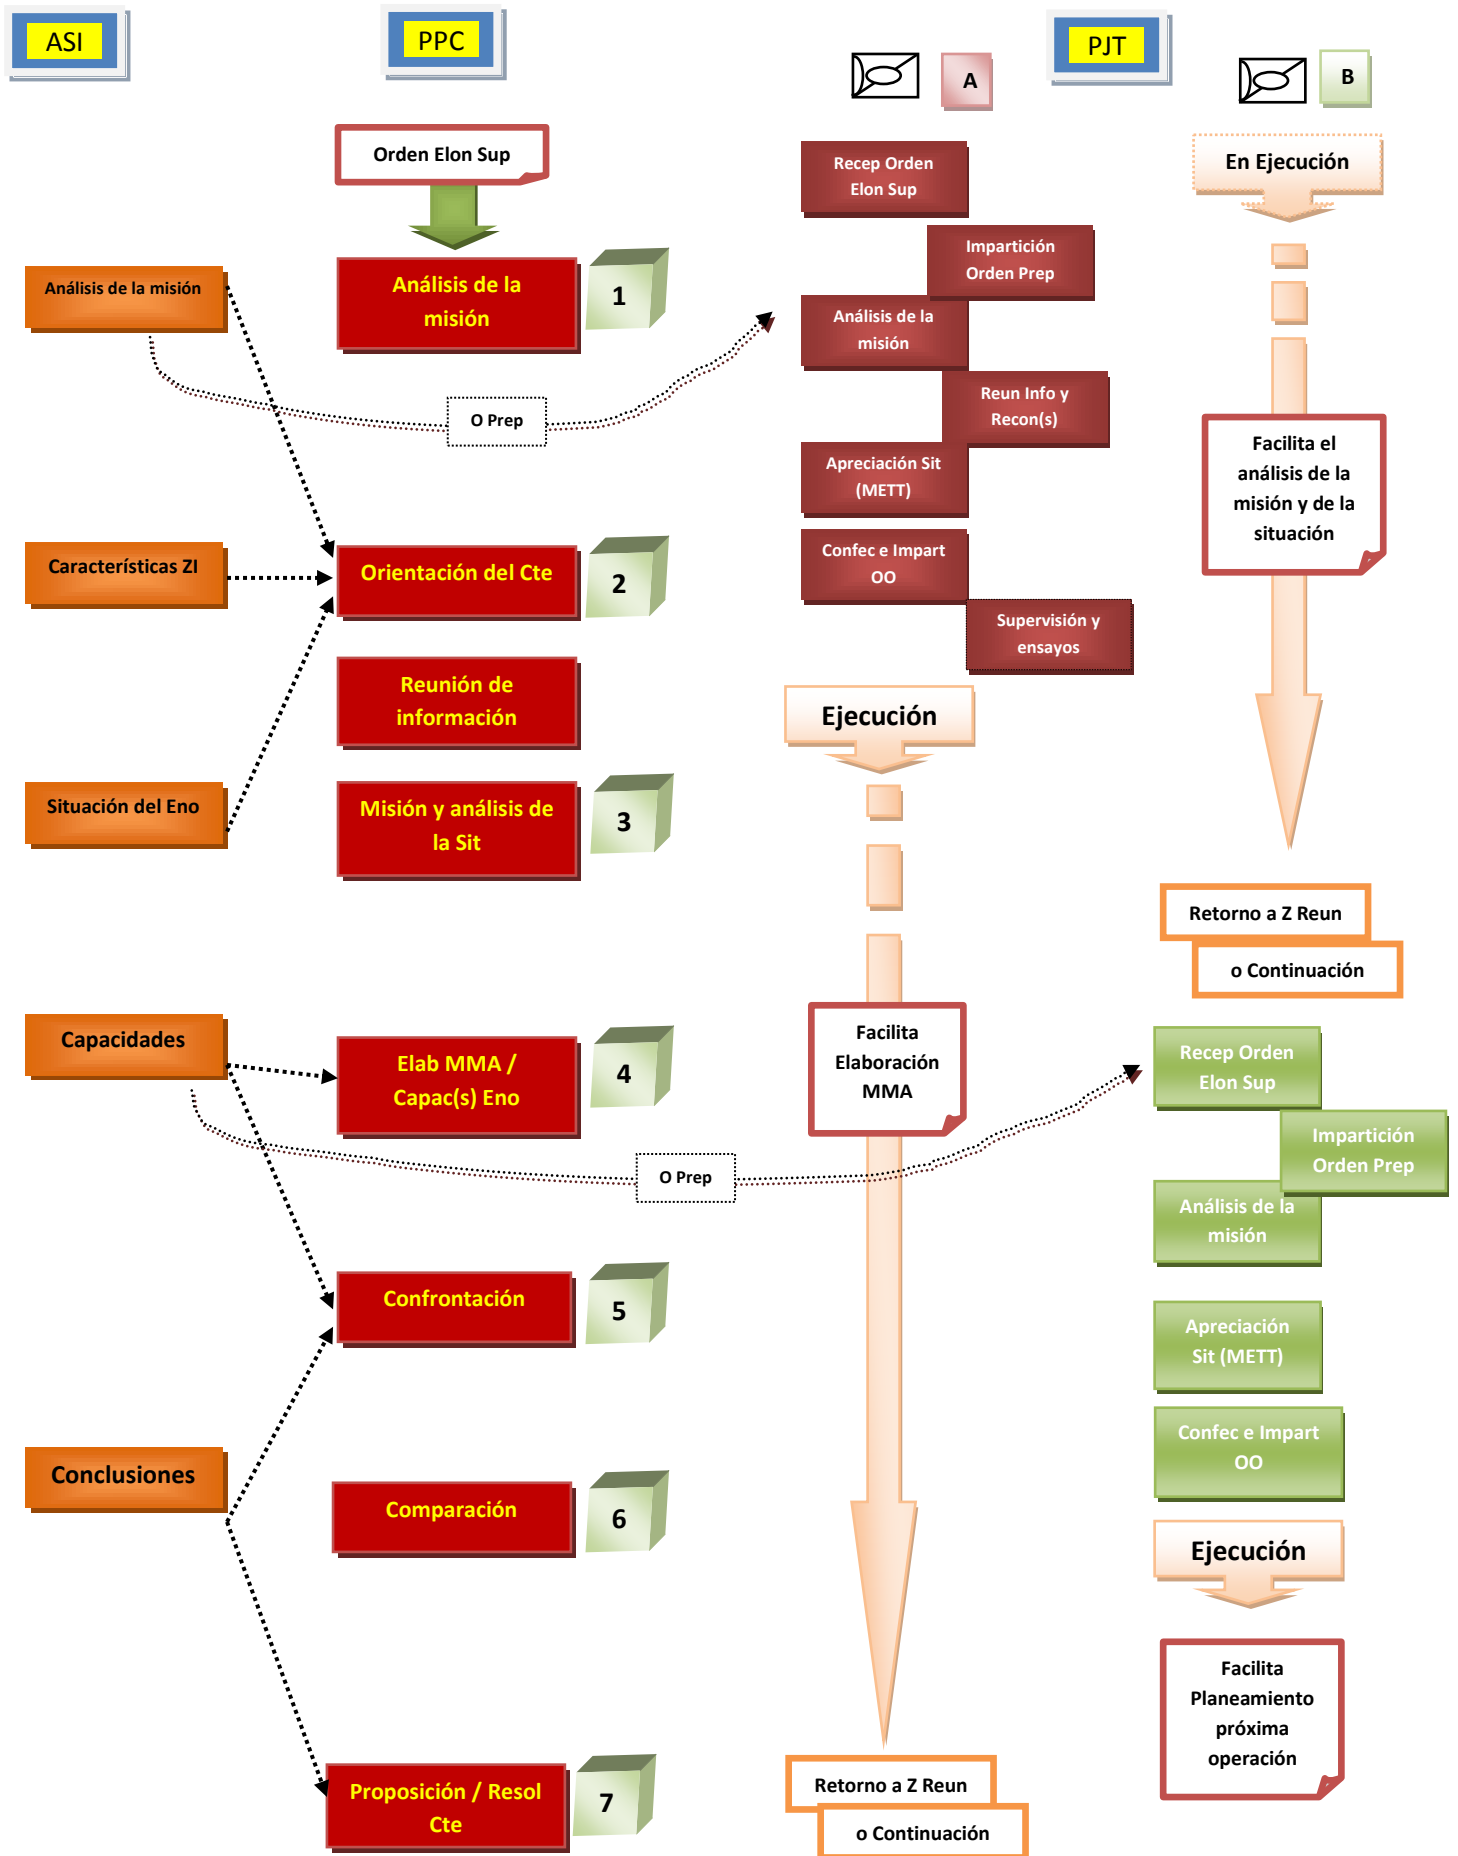 ASI
PPC
PJT
A
B
Orden Elon Sup
Recep Orden
Elon Sup
En Ejecución
Impartición
Orden Prep
Análisis de la misión
Análisis de la
misión
1
Análisis de la
misión
O Prep
Reun Info y
Recon(s)
Apreciación Sit
(METT)
Facilita el
análisis de la
misión y de la
situación
Características ZI
Orientación del Cte
2
Confec e Impart
OO
Supervisión y
ensayos
Reunión de
información
Ejecución
Situación del Eno
Misión y análisis de
la Sit
3
Retorno a Z Reun
o Continuación
Capacidades
Elab MMA /
Capac(s) Eno
4
Facilita
Elaboración
MMA
Recep Orden
Elon Sup
Impartición
Orden Prep
O Prep
Análisis de la
misión
Confrontación
5
Apreciación
Sit (METT)
Confec e Impart
OO
Conclusiones
Comparación
6
Ejecución
Facilita
Planeamiento
próxima
operación
Proposición / Resol
Cte
7
Retorno a Z Reun
o Continuación